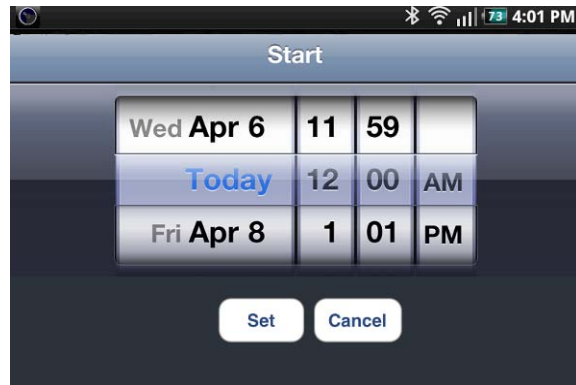 73 4:01 PM
Start
Wed Apr 6 11 59
Today 12 00 AM
Fri Apr 8 1 01 PM
Set Cancel